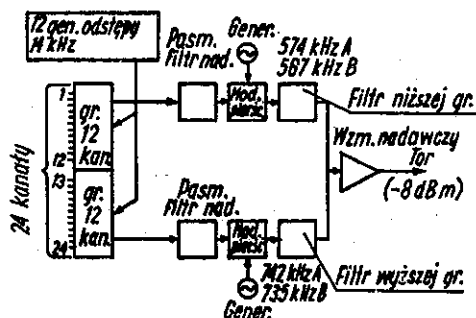 12 gen. odstępy
14 kHz
Pasm.
filtr nad.
Gener.
574 kHz A
567 kHz B
Filtr niższej gr.
Mod.
pierśc.
1
gr.
12
kan.
12
24 kanały
13
gr.
12
kan.
24
Wzm. nadawczy
Tor
(-8 dBm)
Pasm.
Filtr nad.
Mod.
pierśc.
742 kHz A
735 kHz B
Gener.
Filtr wyższej gr.